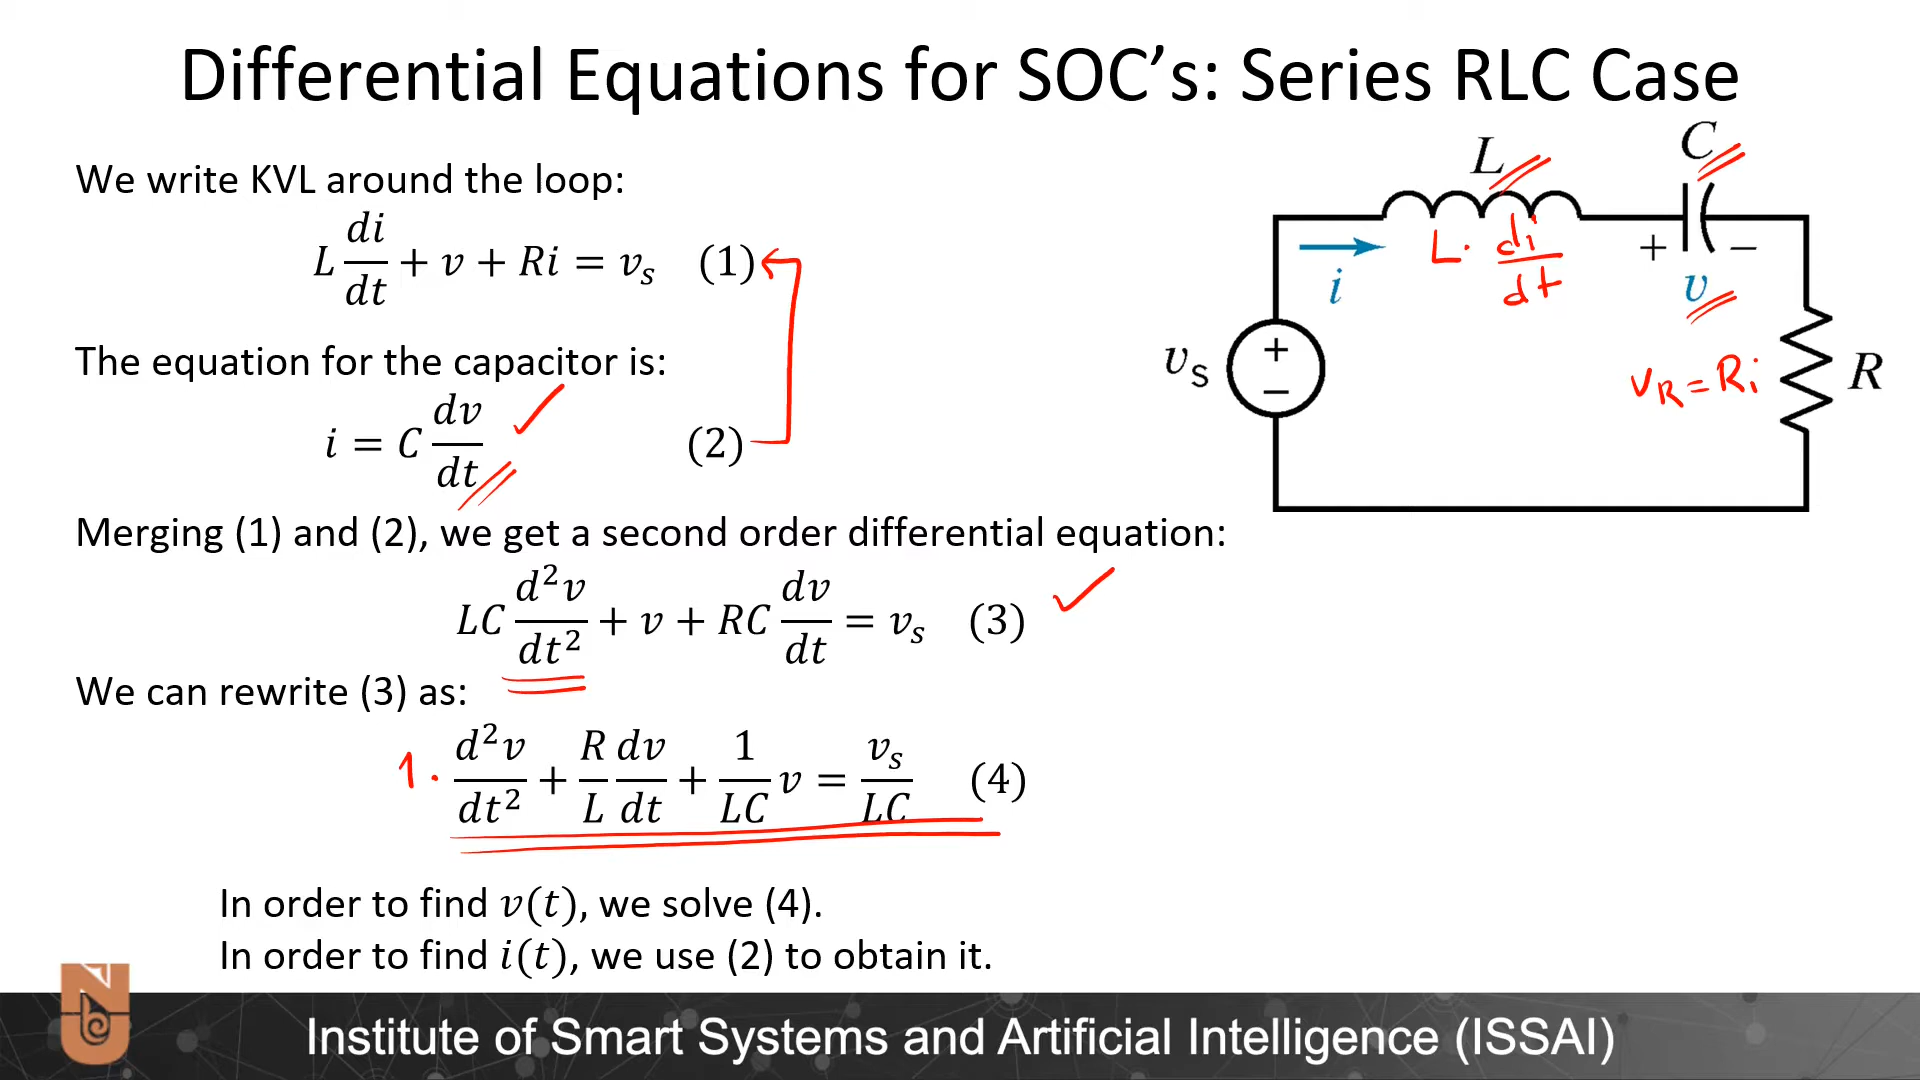 Differential Equations for SOC’s: Series RLC Case
We write KVL around the loop:
L di/dt + v + Ri = vₛ (1)
The equation for the capacitor is:
i = C dv/dt (2)
Merging (1) and (2), we get a second order differential equation:
LC d²v/dt² + v + RC dv/dt = vₛ (3)
We can rewrite (3) as:
1 · d²v/dt² + R/L dv/dt + 1/LC v = vₛ/LC (4)
In order to find v(t), we solve (4).
In order to find i(t), we use (2) to obtain it.
L
C
L · di/dt
+ −
i
v
vₛ
+
−
v_R = Ri
R
Institute of Smart Systems and Artificial Intelligence (ISSAI)